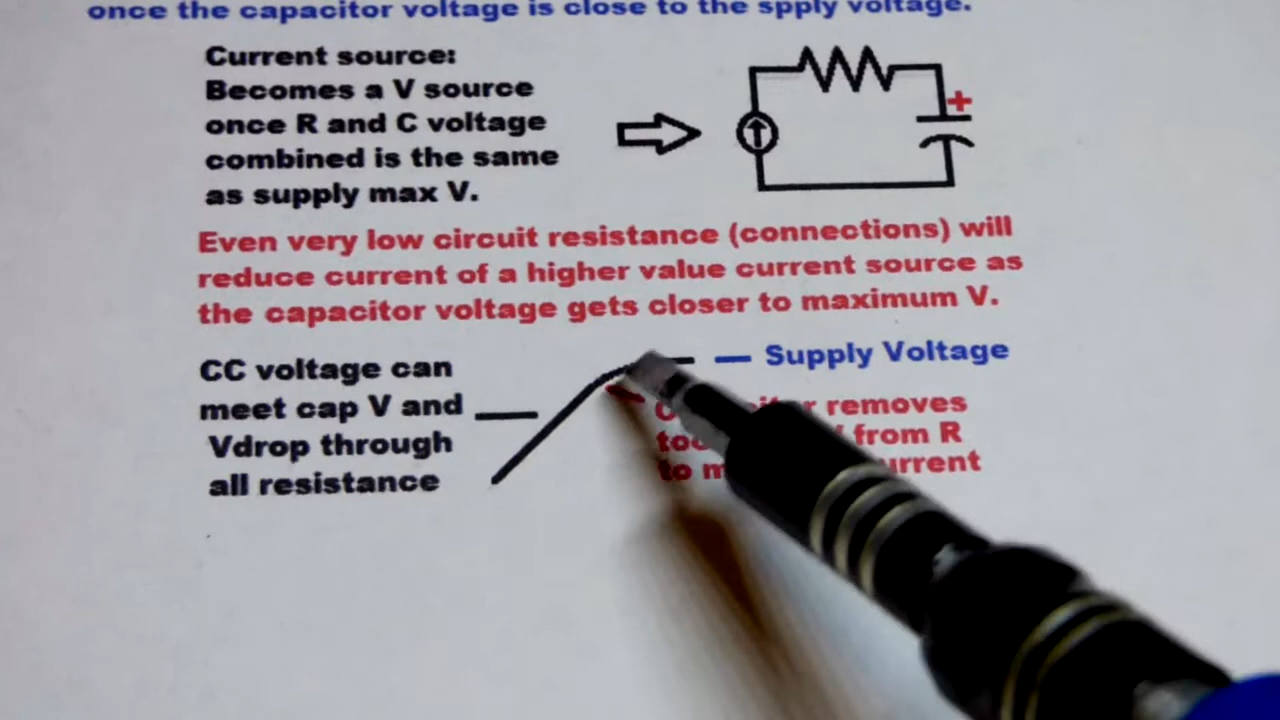 once the capacitor voltage is close to the spply voltage.
Current source:
Becomes a V source
once R and C voltage
combined is the same
as supply max V.
+
Even very low circuit resistance (connections) will
reduce current of a higher value current source as
the capacitor voltage gets closer to maximum V.
CC voltage can
meet cap V and
Vdrop through
all resistance
Supply Voltage
removes
from R
to